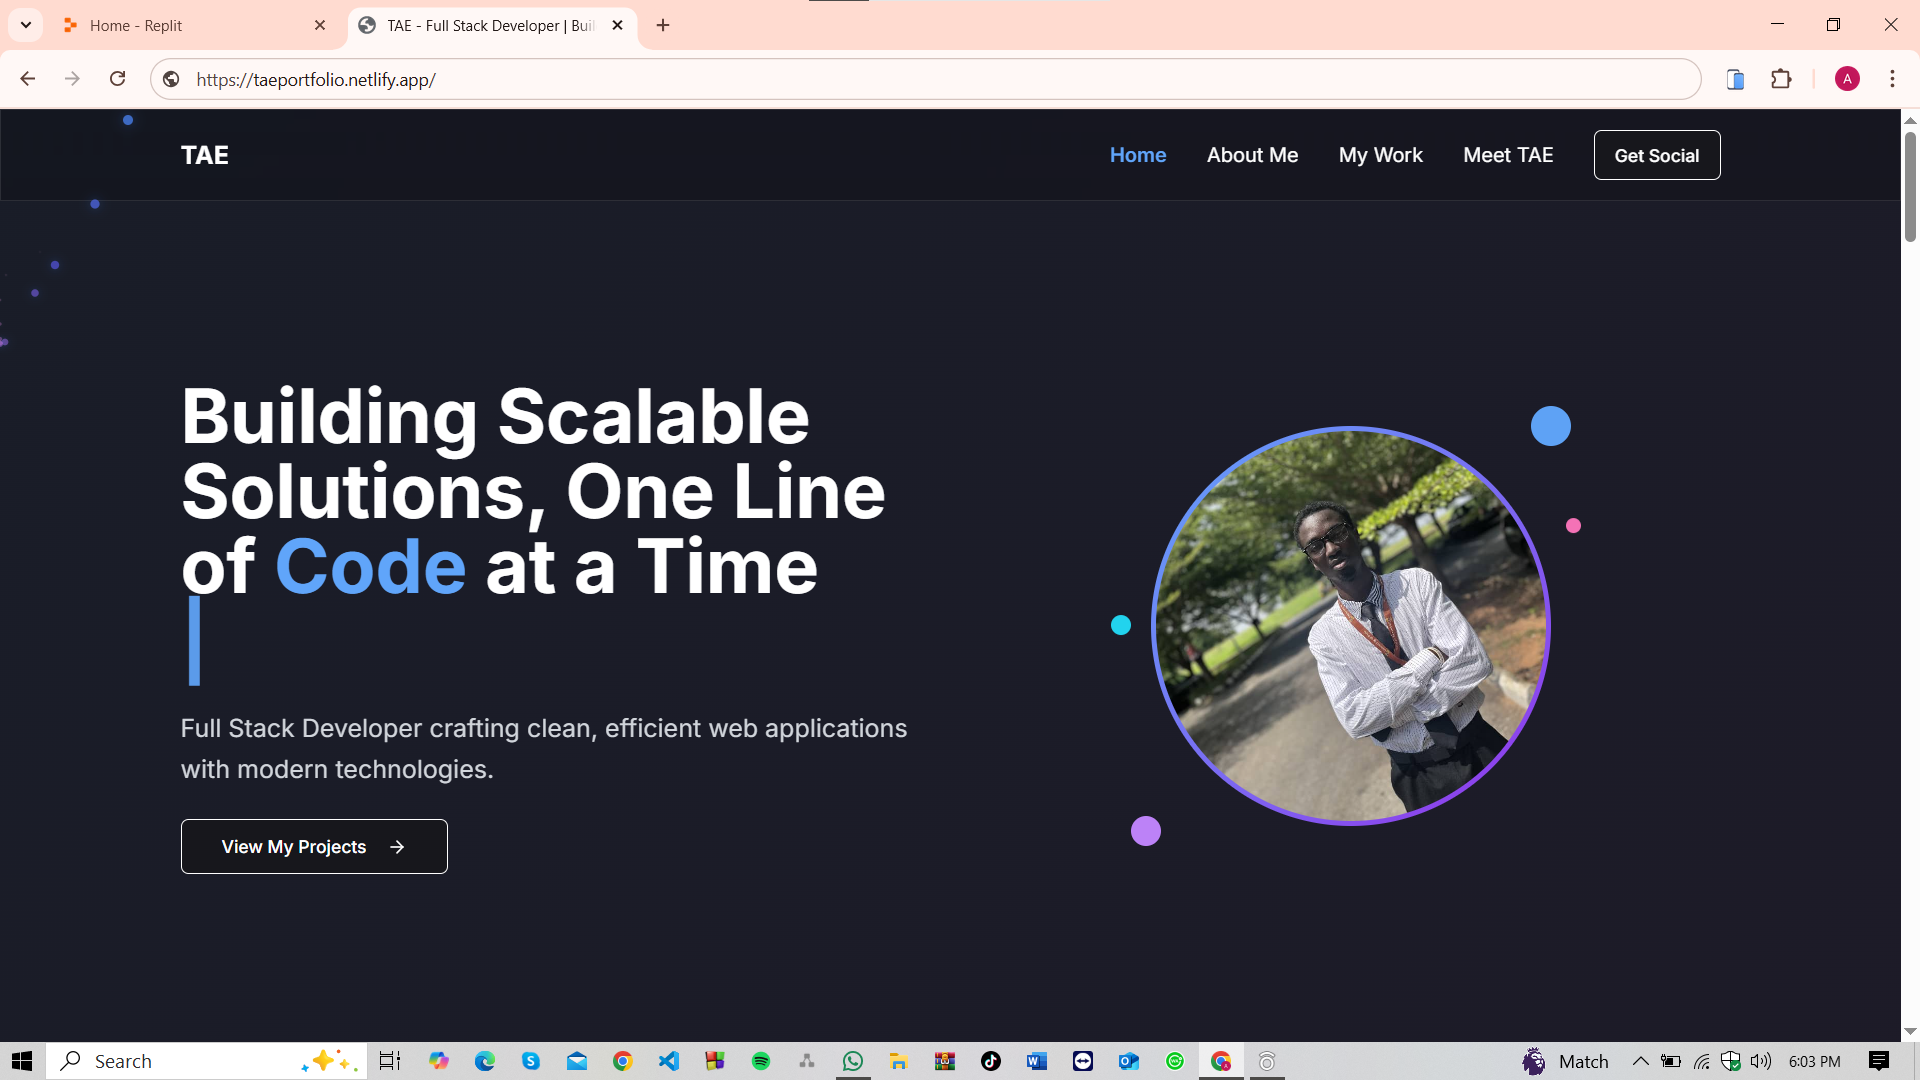 Home - Replit
TAE - Full Stack Developer | Buil
https://taeportfolio.netlify.app/
A
TAE
Home
About Me
My Work
Meet TAE
Get Social
Building Scalable
Solutions, One Line
of Code at a Time
Full Stack Developer crafting clean, efficient web applications
with modern technologies.
View My Projects
Search
Match
6:03 PM